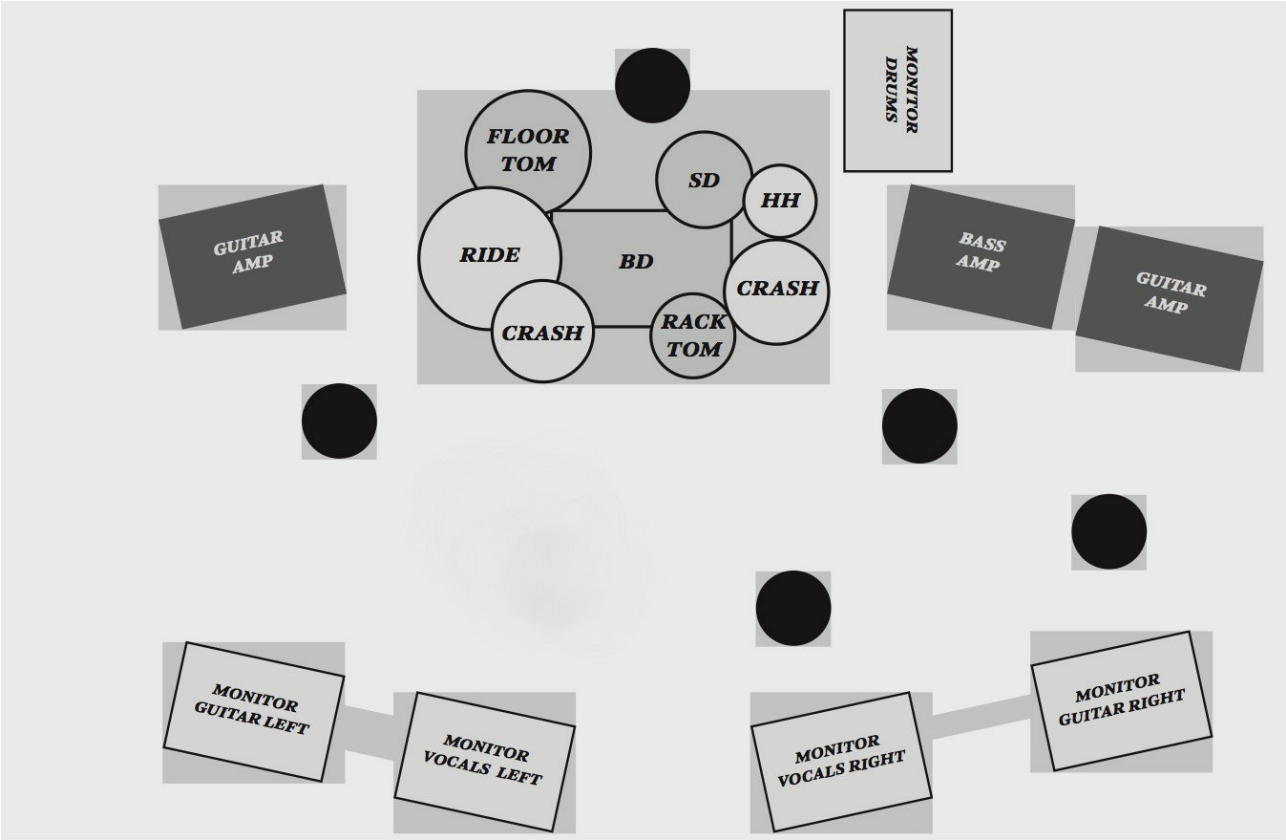 MONITOR
DRUMS
FLOOR
TOM
SD
HH
GUITAR
AMP
RIDE
BD
BASS
AMP
CRASH
GUITAR
AMP
CRASH
RACK
TOM
MONITOR
GUITAR LEFT
MONITOR
VOCALS LEFT
MONITOR
VOCALS RIGHT
MONITOR
GUITAR RIGHT